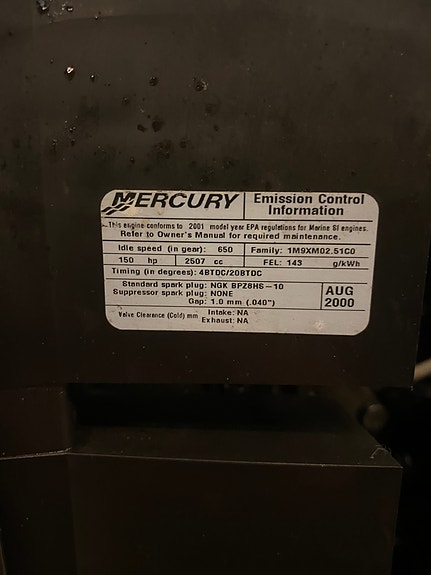 MERCURY
Emission Control
Information
This engine conforms to 2001 model year EPA regulations for Marine SI engines.
Refer to Owner's Manual for required maintenance.
Idle speed (in gear): 650 Family: 1M9XM02.51C0
150 hp 2507 cc FEL: 143 g/kWh
Timing (in degrees): 4BTDC/20BTDC
Standard spark plug: NGK BPZ8HS-10
Suppressor spark plug: NONE
Gap: 1.0 mm (.040")
AUG
2000
Valve Clearance (Cold) mm Intake: NA
Exhaust: NA